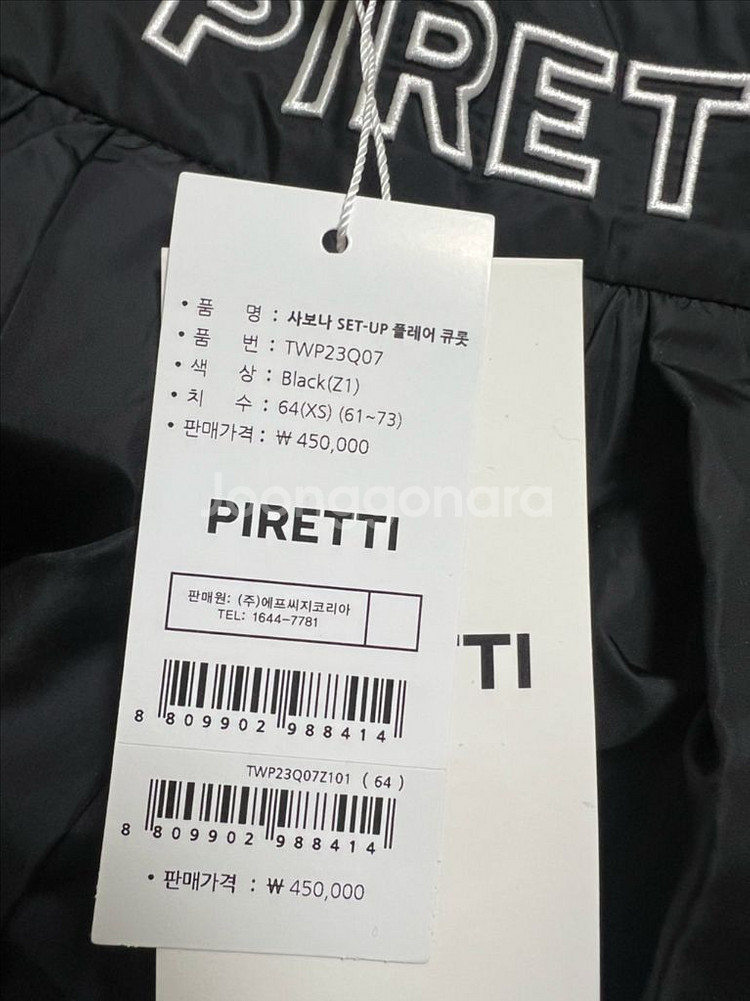 PIRET
• 품 명 : 사보나 SET-UP 플레어 큐롯
• 품 번 : TWP23Q07
• 색 상 : Black(Z1)
• 치 수 : 64(XS) (61~73)
• 판매가격 : ₩ 450,000
Joonggonara
PIRETTI
판매원: (주)에프씨지코리아
TEL: 1644-7781
TI
8 809902 988414
TWP23Q07Z101 ( 64 )
8 809902 988414
• 판매가격 : ₩ 450,000